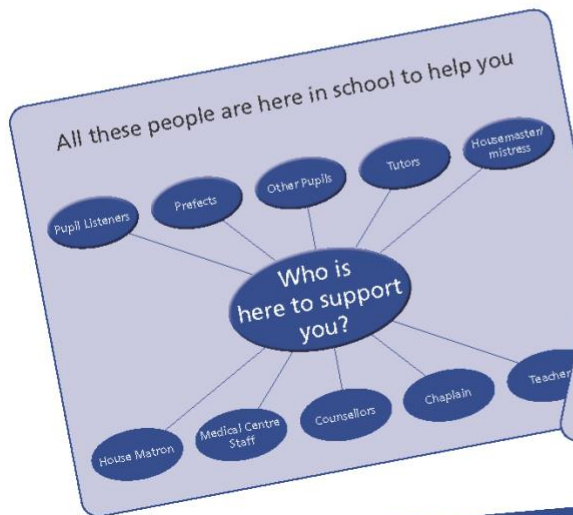 All these people are here in school to help you
Pupil Listeners
Prefects
Other Pupils
Tutors
Housemaster/
mistress
Who is
here to support
you?
House Matron
Medical Centre
Staff
Counsellors
Chaplain
Teacher